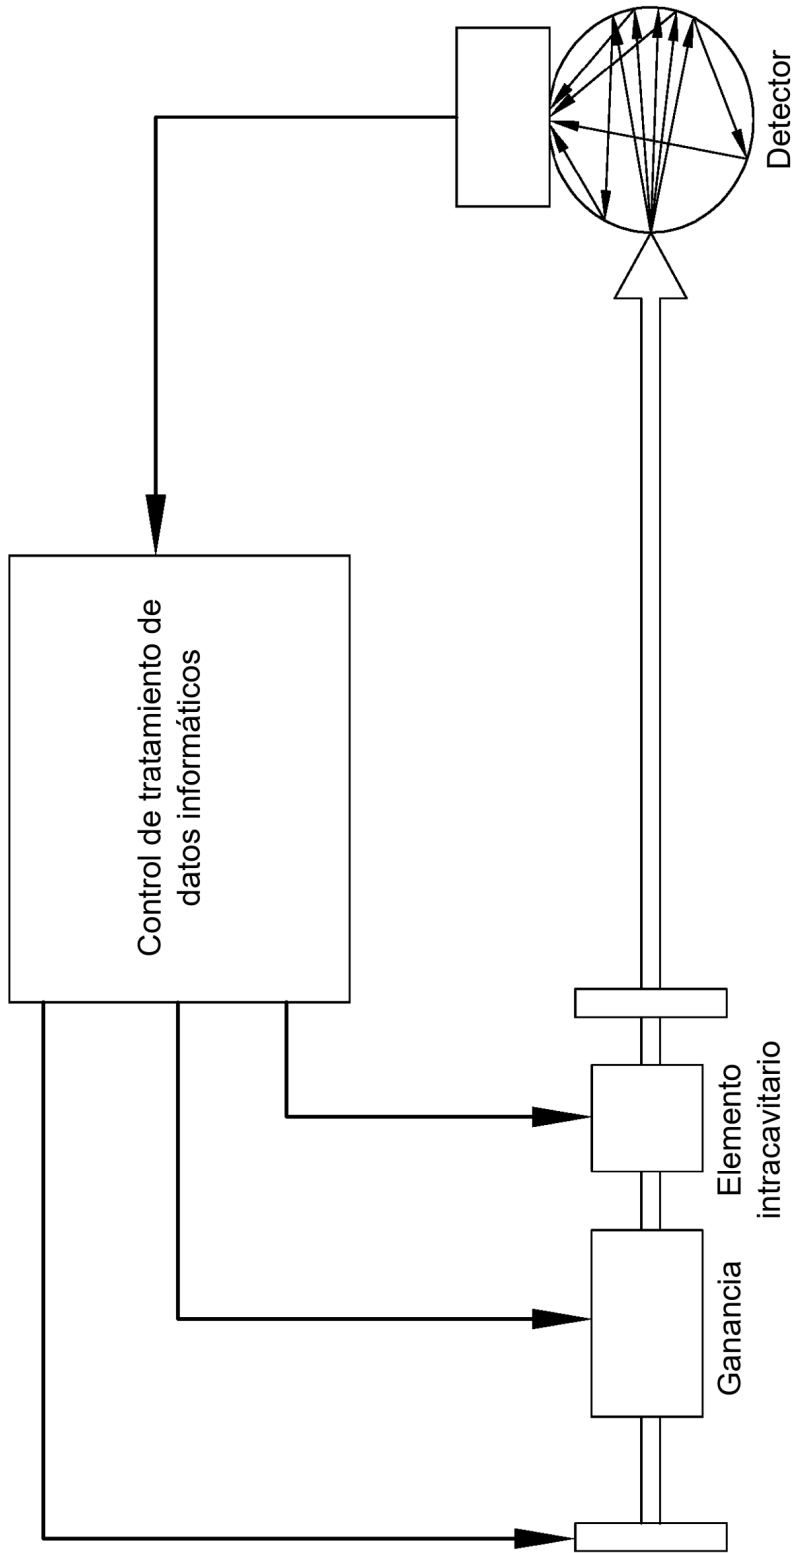 Control de tratamiento de
datos informáticos
Ganancia
Elemento
intracavitario
Detector